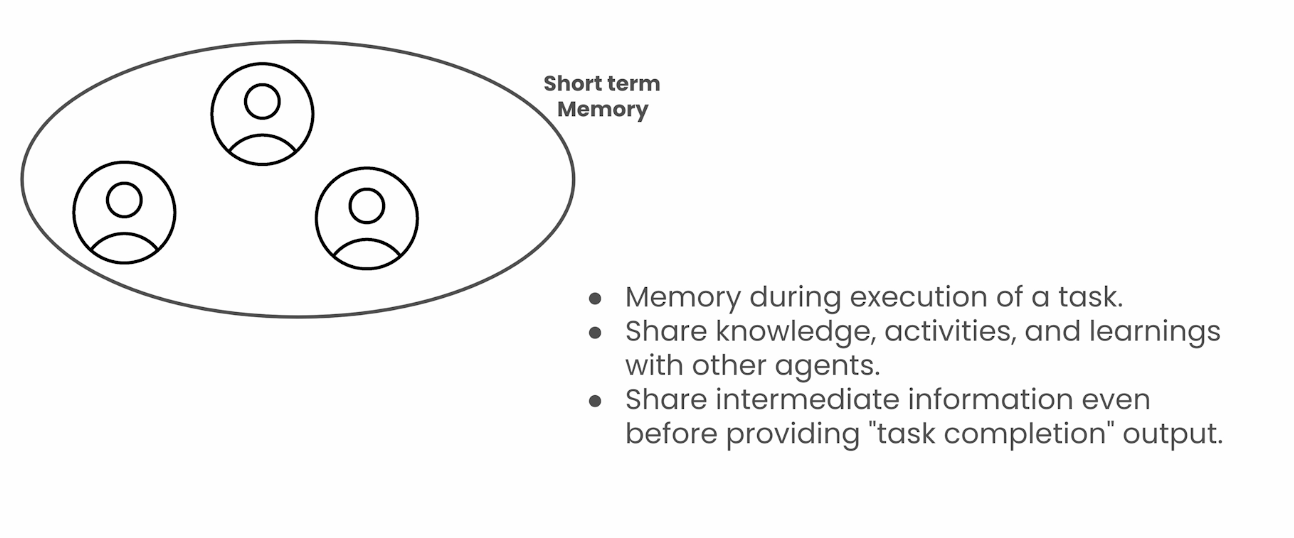 Short term
Memory
● Memory during execution of a task.
● Share knowledge, activities, and learnings
with other agents.
● Share intermediate information even
before providing "task completion" output.